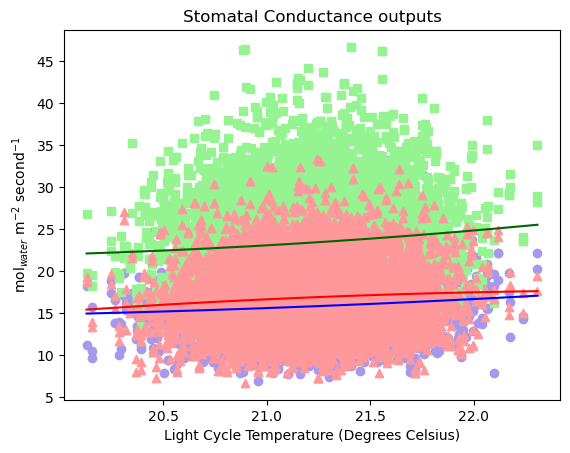 Stomatal Conductance outputs
mol_water m⁻² second⁻¹
45
40
35
30
25
20
15
10
5
20.5 21.0 21.5 22.0
Light Cycle Temperature (Degrees Celsius)